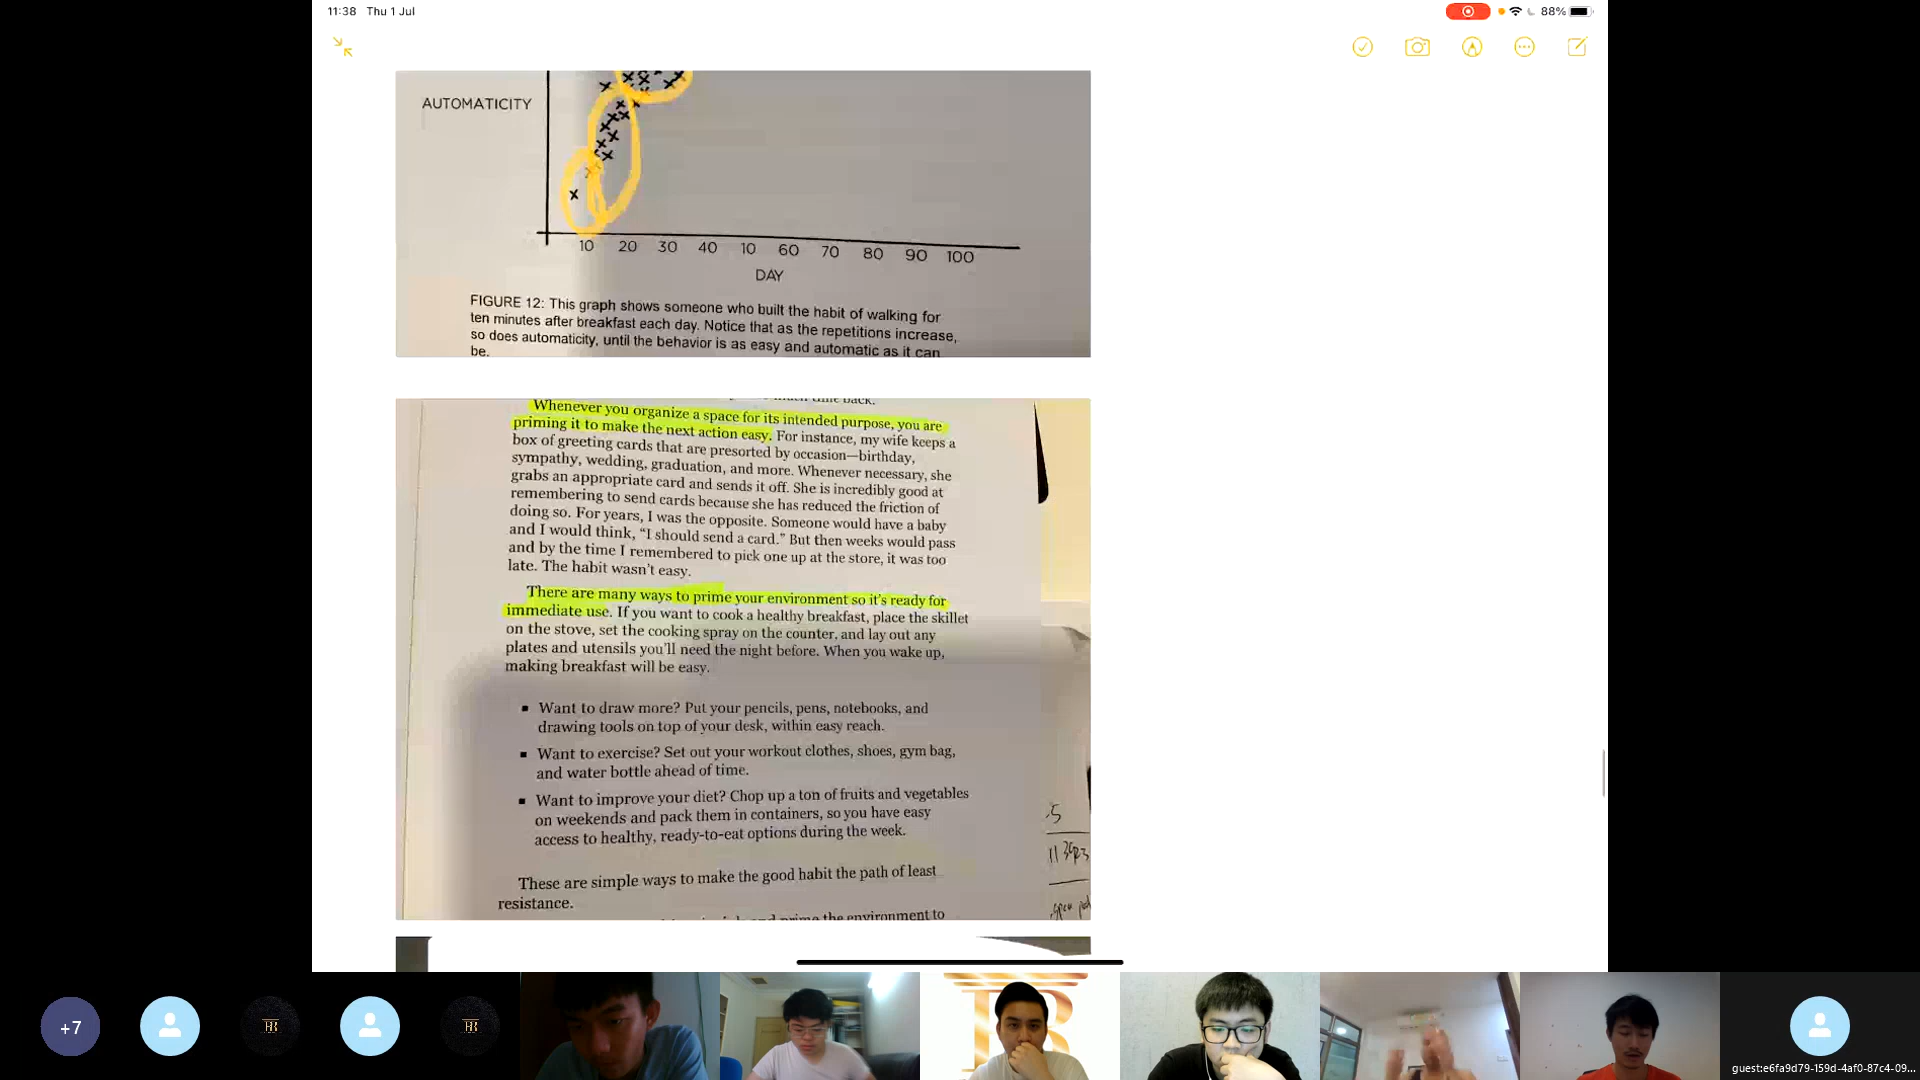 11:38 Thu 1 Jul
88%
AUTOMATICITY
10 20 30 40 10 60 70 80 90 100
DAY
FIGURE 12: This graph shows someone who built the habit of walking for
ten minutes after breakfast each day. Notice that as the repetitions increase,
so does automaticity, until the behavior is as easy and automatic as it can
be.
time back.
Whenever you organize a space for its intended purpose, you are
priming it to make the next action easy. For instance, my wife keeps a
box of greeting cards that are presorted by occasion—birthday,
sympathy, wedding, graduation, and more. Whenever necessary, she
grabs an appropriate card and sends it off. She is incredibly good at
remembering to send cards because she has reduced the friction of
doing so. For years, I was the opposite. Someone would have a baby
and I would think, “I should send a card.” But then weeks would pass
and by the time I remembered to pick one up at the store, it was too
late. The habit wasn’t easy.
There are many ways to prime your environment so it’s ready for
immediate use. If you want to cook a healthy breakfast, place the skillet
on the stove, set the cooking spray on the counter, and lay out any
plates and utensils you’ll need the night before. When you wake up,
making breakfast will be easy.
▪ Want to draw more? Put your pencils, pens, notebooks, and
drawing tools on top of your desk, within easy reach.
▪ Want to exercise? Set out your workout clothes, shoes, gym bag,
and water bottle ahead of time.
▪ Want to improve your diet? Chop up a ton of fruits and vegetables
on weekends and pack them in containers, so you have easy
access to healthy, ready-to-eat options during the week.
These are simple ways to make the good habit the path of least
resistance.
prime the environment to
+7
guest:e6fa9d79-159d-4af0-87c4-09...